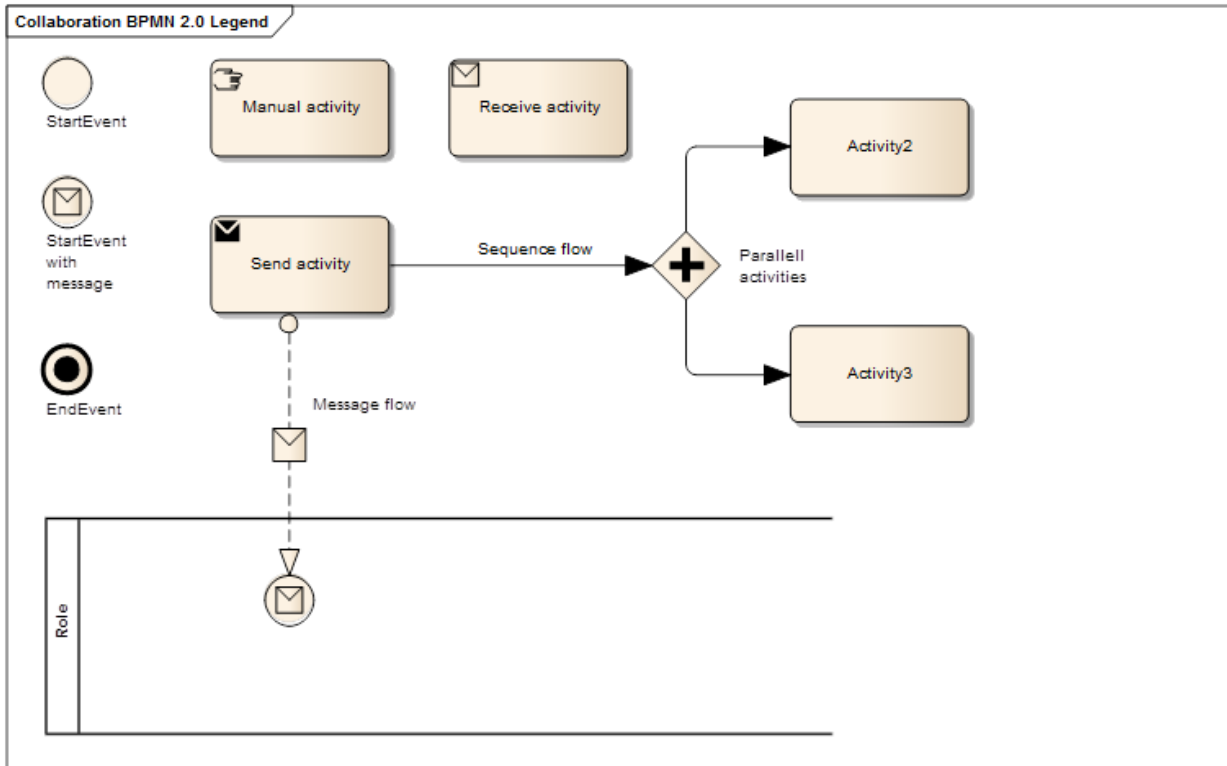 Collaboration BPMN 2.0 Legend
StartEvent
Manual activity
Receive activity
Activity2
StartEvent
with
message
Send activity
Sequence flow
Parallell
activities
EndEvent
Message flow
Activity3
Role